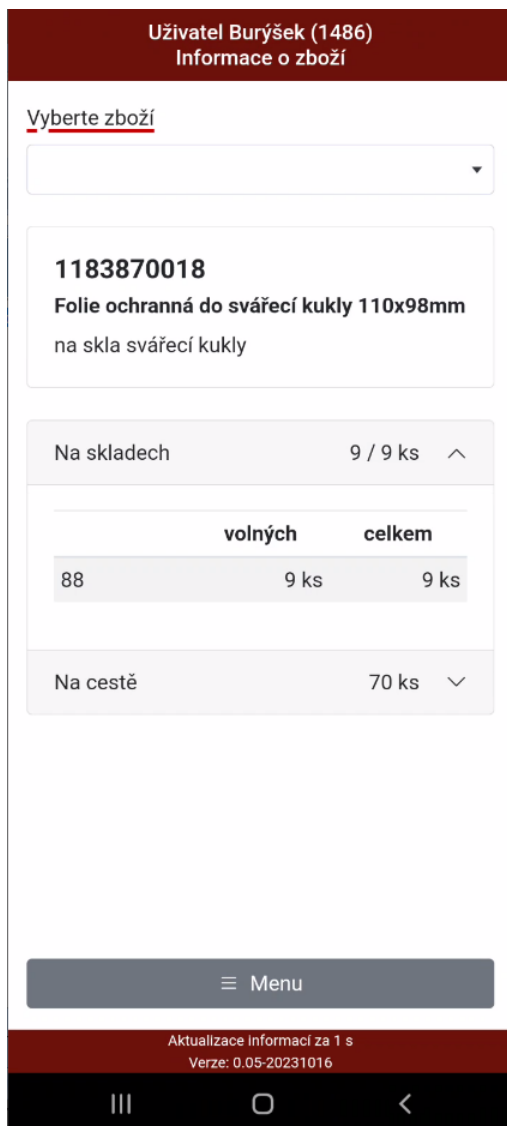 Uživatel Burýšek (1486)
Informace o zboží
Vyberte zboží
1183870018
Folie ochranná do svářecí kukly 110x98mm
na skla svářecí kukly
Na skladech 9 / 9 ks
volných celkem
88 9 ks 9 ks
Na cestě 70 ks
Menu
Aktualizace informací za 1 s
Verze: 0.05-20231016